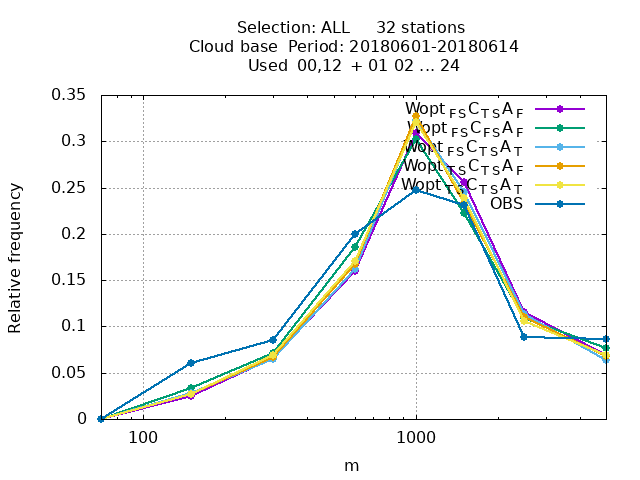 Selection: ALL     32 stations
Cloud base  Period: 20180601-20180614
Used  00,12  + 01 02 ... 24
0.35
0.3
0.25
0.2
0.15
0.1
0.05
0
Relative frequency
Wopt FS C TS A F
Wopt FS C FS A F
Wopt FS C TS A T
Wopt TS C TS A F
Wopt TS C TS A T
OBS
100
1000
m